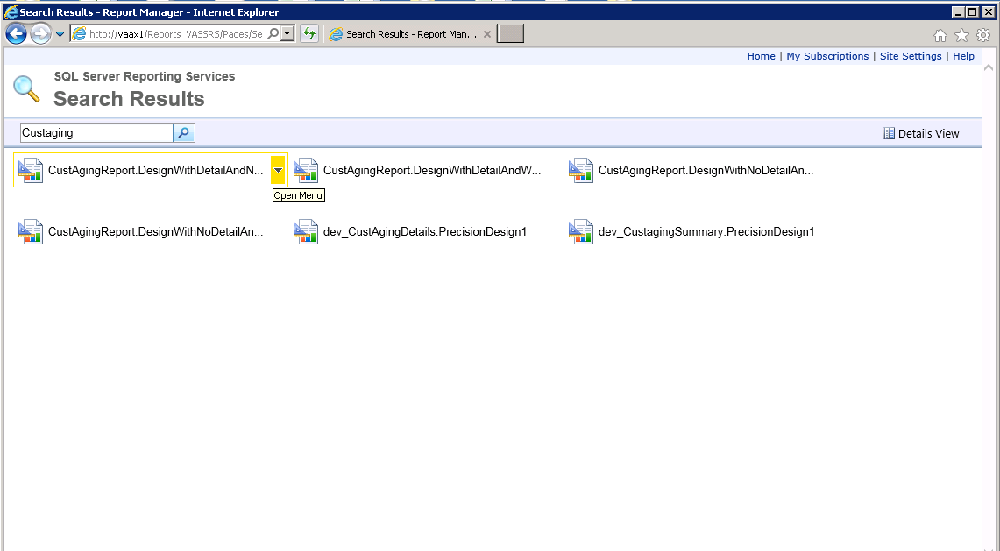 Search Results - Report Manager - Internet Explorer
http://vaax1/Reports_VASSRS/Pages/Se
Search Results - Report Man...
Home | My Subscriptions | Site Settings | Help
SQL Server Reporting Services
Search Results
Custaging
Details View
CustAgingReport.DesignWithDetailAndN...
CustAgingReport.DesignWithDetailAndW...
CustAgingReport.DesignWithNoDetailAn...
Open Menu
CustAgingReport.DesignWithNoDetailAn...
dev_CustAgingDetails.PrecisionDesign1
dev_CustagingSummary.PrecisionDesign1